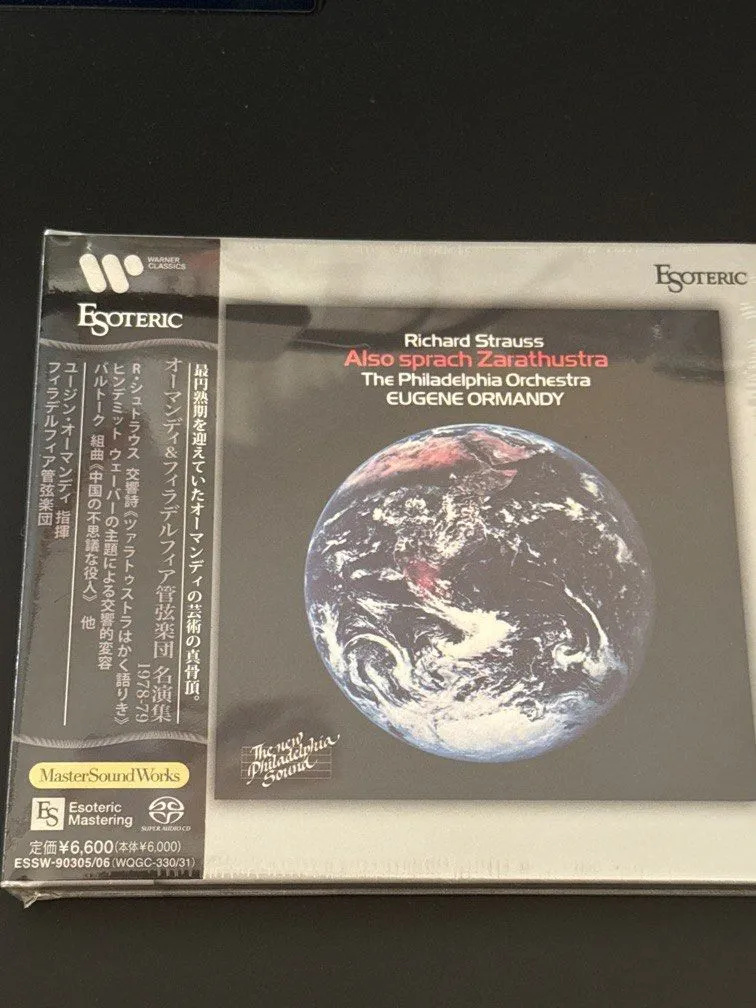 WARNER
CLASSICS
ESOTERIC
最円熟期を迎えていたオーマンディの芸術の真骨頂。
オーマンディ&フィラデルフィア管弦楽団 名演集
1978-79
R・シュトラウス 交響詩《ツァラトゥストラはかく語りき》
ヒンデミット ウェーバーの主題による交響的変容
バルトーク 組曲《中国の不思議な役人》 他
ユージン・オーマンディ 指揮
フィラデルフィア管弦楽団
MasterSoundWorks
ES
Esoteric
Mastering
SUPER AUDIO CD
定価¥6,600(本体¥6,000)
ESSW-90305/06(WQGC-330/31)
ESOTERIC
Richard Strauss
Also sprach Zarathustra
The Philadelphia Orchestra
EUGENE ORMANDY
The new
Philadelphia
Sound